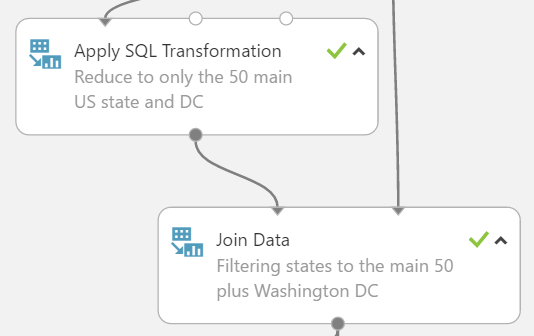 Apply SQL Transformation
Reduce to only the 50 main
US state and DC
Join Data
Filtering states to the main 50
plus Washington DC